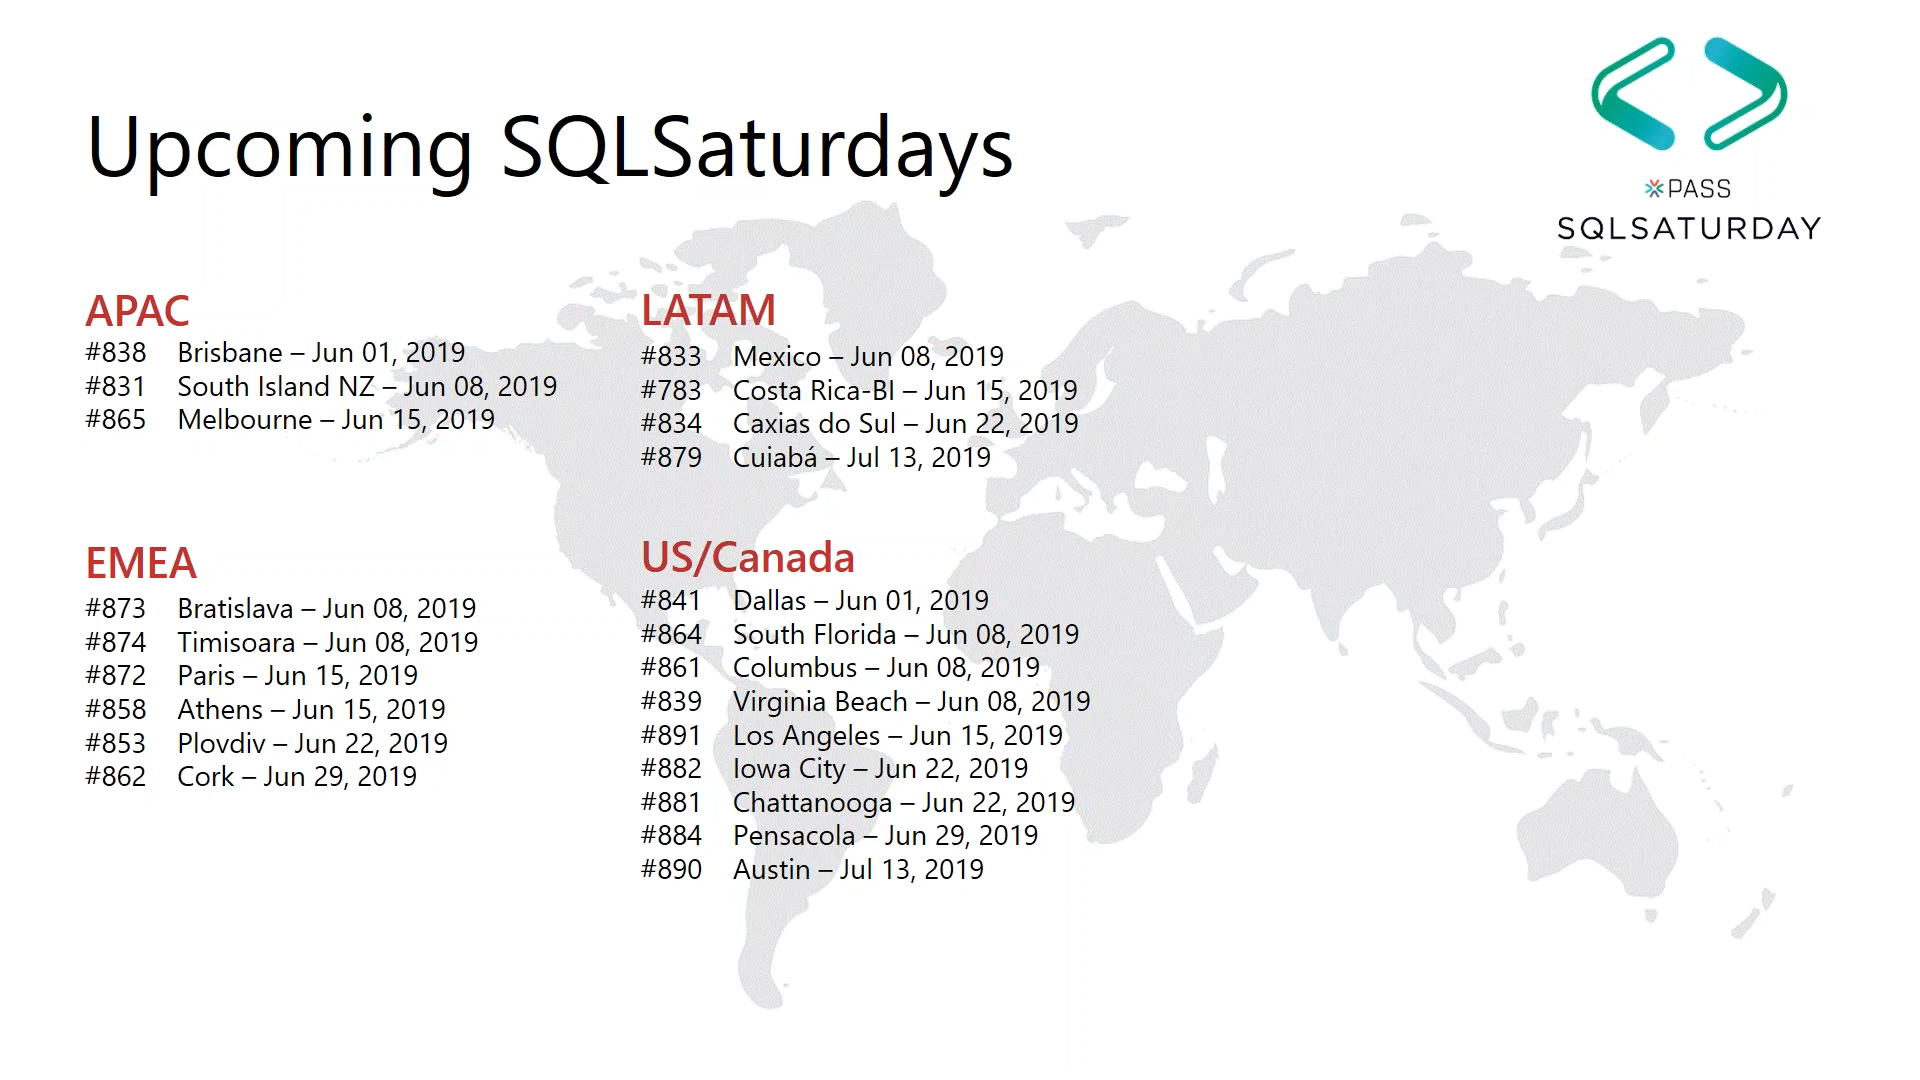 Upcoming SQLSaturdays
PASS
SQLSATURDAY
APAC
#838 Brisbane – Jun 01, 2019
#831 South Island NZ – Jun 08, 2019
#865 Melbourne – Jun 15, 2019
LATAM
#833 Mexico – Jun 08, 2019
#783 Costa Rica-BI – Jun 15, 2019
#834 Caxias do Sul – Jun 22, 2019
#879 Cuiabá – Jul 13, 2019
EMEA
#873 Bratislava – Jun 08, 2019
#874 Timisoara – Jun 08, 2019
#872 Paris – Jun 15, 2019
#858 Athens – Jun 15, 2019
#853 Plovdiv – Jun 22, 2019
#862 Cork – Jun 29, 2019
US/Canada
#841 Dallas – Jun 01, 2019
#864 South Florida – Jun 08, 2019
#861 Columbus – Jun 08, 2019
#839 Virginia Beach – Jun 08, 2019
#891 Los Angeles – Jun 15, 2019
#882 Iowa City – Jun 22, 2019
#881 Chattanooga – Jun 22, 2019
#884 Pensacola – Jun 29, 2019
#890 Austin – Jul 13, 2019